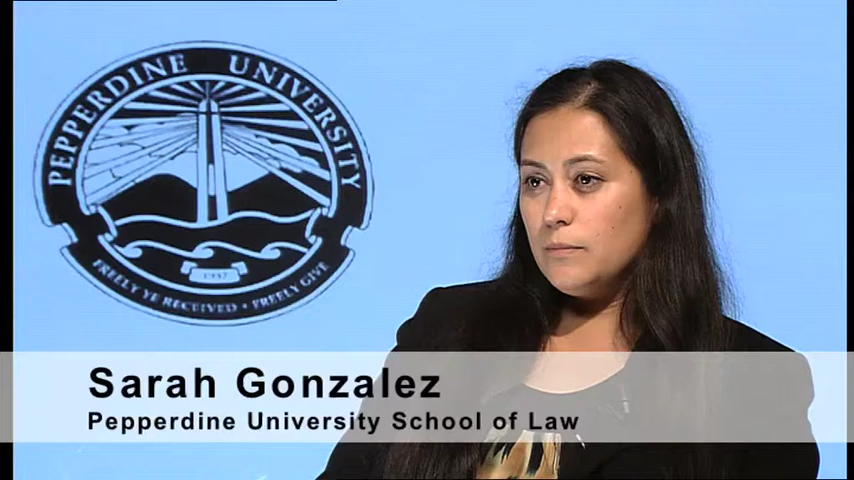 PEPPERDINE UNIVERSITY
1937
FREELY YE RECEIVED • FREELY GIVE
Sarah Gonzalez
Pepperdine University School of Law